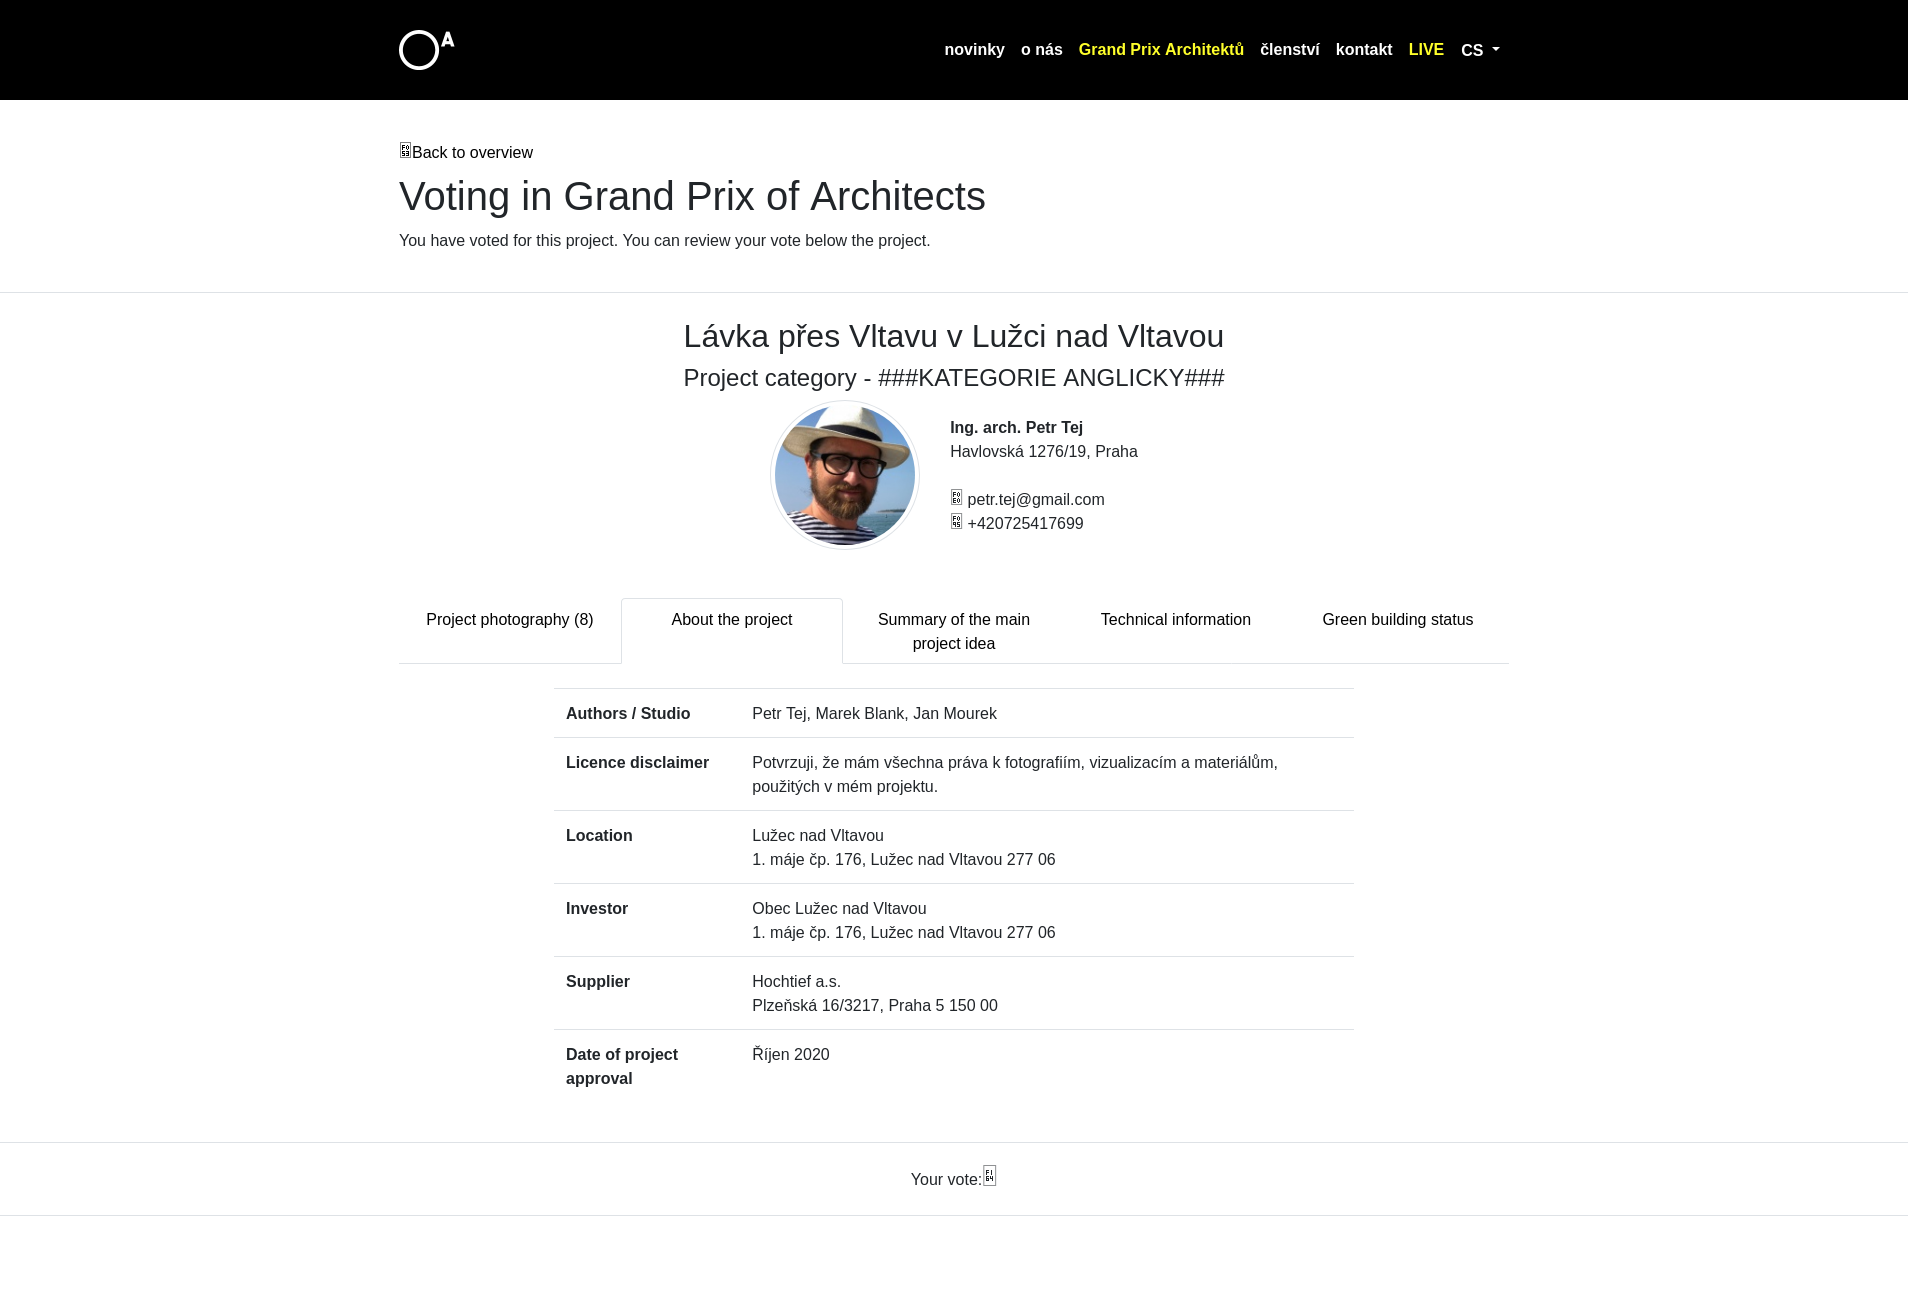 OA
novinky o nás Grand Prix Architektů členství kontakt LIVE CS
Back to overview
Voting in Grand Prix of Architects
You have voted for this project. You can review your vote below the project.
Lávka přes Vltavu v Lužci nad Vltavou
Project category - ###KATEGORIE ANGLICKY###
Ing. arch. Petr Tej
Havlovská 1276/19, Praha
petr.tej@gmail.com
+420725417699
Project photography (8) About the project Summary of the main project idea Technical information Green building status
Authors / Studio Petr Tej, Marek Blank, Jan Mourek
Licence disclaimer Potvrzuji, že mám všechna práva k fotografiím, vizualizacím a materiálům,
použitých v mém projektu.
Location Lužec nad Vltavou
1. máje čp. 176, Lužec nad Vltavou 277 06
Investor Obec Lužec nad Vltavou
1. máje čp. 176, Lužec nad Vltavou 277 06
Supplier Hochtief a.s.
Plzeňská 16/3217, Praha 5 150 00
Date of project Říjen 2020
approval
Your vote: